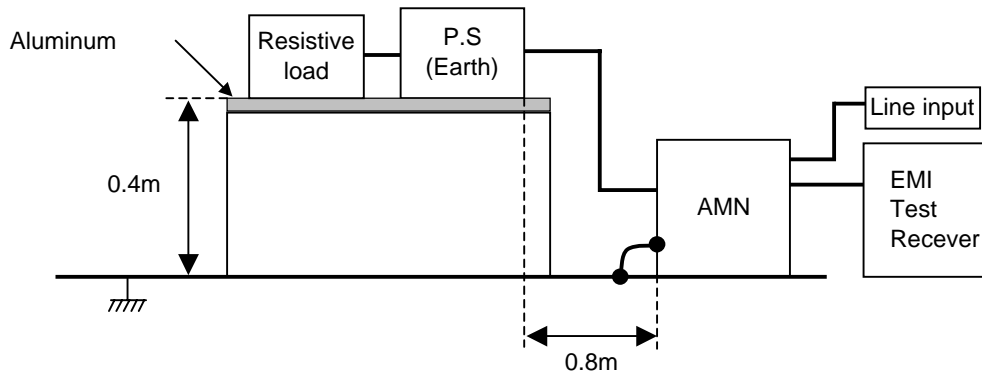 Aluminum
Resistive
load
P.S
(Earth)
Line input
0.4m
AMN
EMI
Test
Recever
0.8m